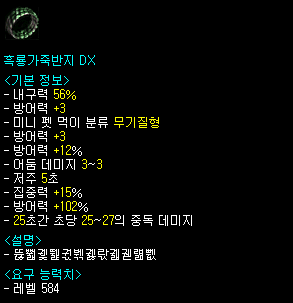 흑룡가죽반지 DX
<기본 정보>
- 내구력 56%
- 방어력 +3
- 미니 펫 먹이 분류 무기질형
- 방어력 +3
- 방어력 +12%
- 어둠 데미지 3~3
- 저주 5초
- 집중력 +15%
- 방어력 +102%
- 25초간 초당 25~27의 중독 데미지
<설명>
<요구 능력치>
- 레벨 584